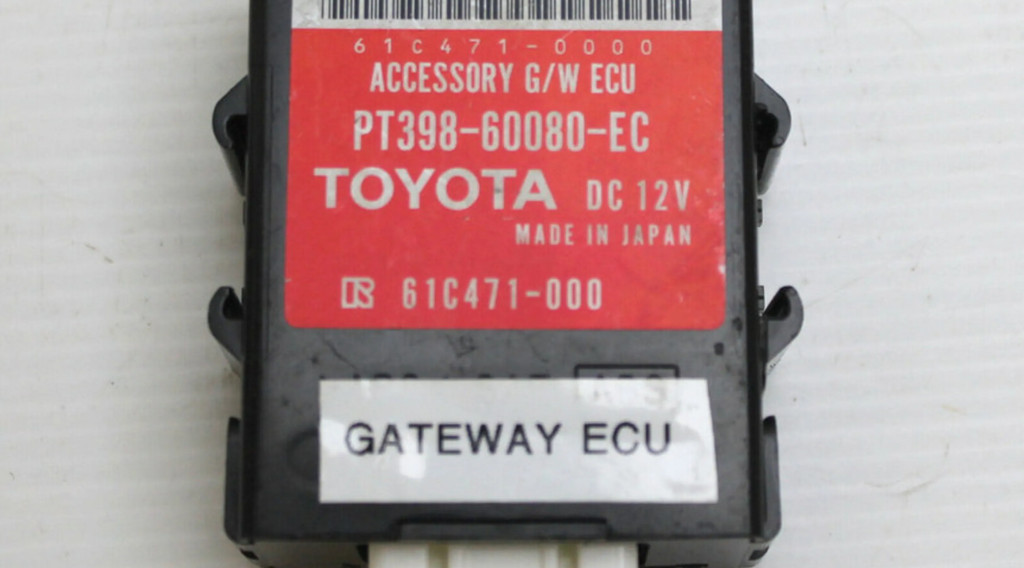 61C471-0000
ACCESSORY G/W ECU
PT398-60080-EC
TOYOTA DC 12V
MADE IN JAPAN
61C471-000
GATEWAY ECU